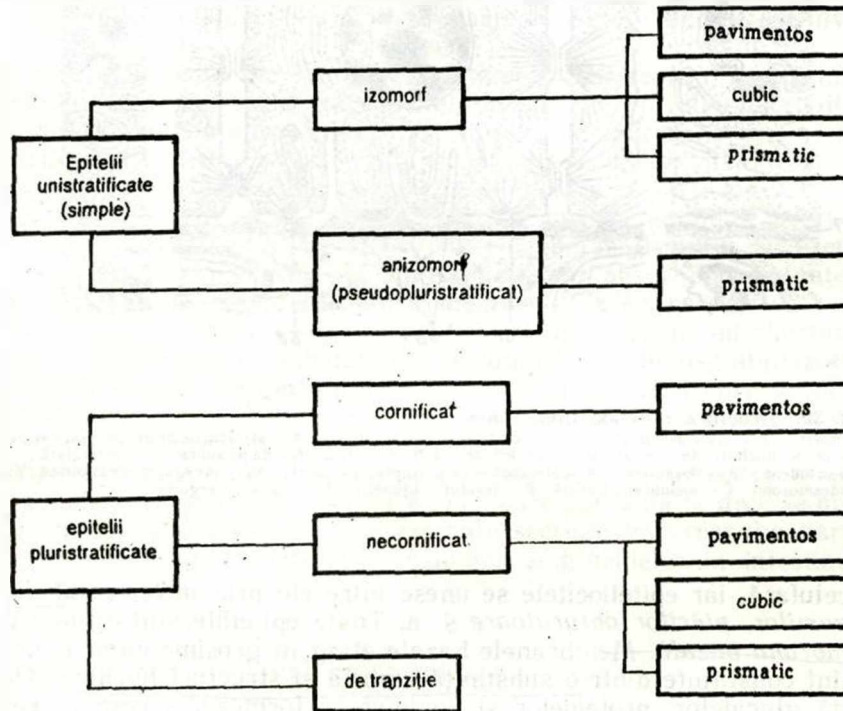 pavimentos
izomorf
cubic
prismatic
Epitelii
unistratificate
(simple)
anizomorf
(pseudopluristratificat)
prismatic
cornificat
pavimentos
epitelii
pluristratificate
necornificat.
pavimentos
cubic
prismatic
de tranziție